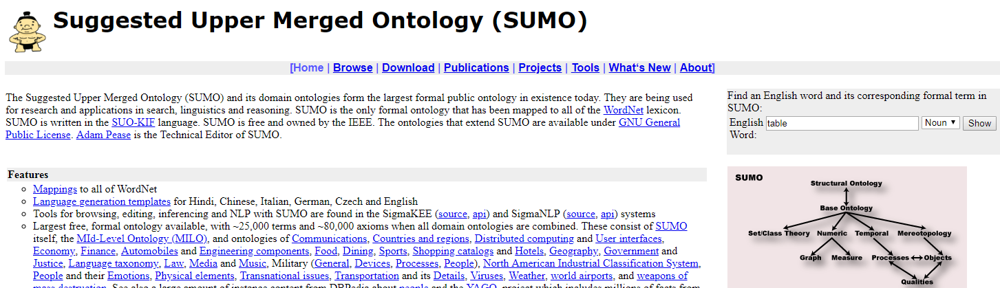 Suggested Upper Merged Ontology (SUMO)
[Home | Browse | Download | Publications | Projects | Tools | What‘s New | About]
The Suggested Upper Merged Ontology (SUMO) and its domain ontologies form the largest formal public ontology in existence today. They are being used
for research and applications in search, linguistics and reasoning. SUMO is the only formal ontology that has been mapped to all of the WordNet lexicon.
SUMO is written in the SUO-KIF language. SUMO is free and owned by the IEEE. The ontologies that extend SUMO are available under GNU General
Public License. Adam Pease is the Technical Editor of SUMO.
Find an English word and its corresponding formal term in
SUMO:
English table Noun Show
Word:
Features
Mappings to all of WordNet
Language generation templates for Hindi, Chinese, Italian, German, Czech and English
Tools for browsing, editing, inferencing and NLP with SUMO are found in the SigmaKEE (source, api) and SigmaNLP (source, api) systems
Largest free, formal ontology available, with ~25,000 terms and ~80,000 axioms when all domain ontologies are combined. These consist of SUMO
itself, the MId-Level Ontology (MILO), and ontologies of Communications, Countries and regions, Distributed computing and User interfaces,
Economy, Finance, Automobiles and Engineering components, Food, Dining, Sports, Shopping catalogs and Hotels, Geography, Government and
Justice, Language taxonomy, Law, Media and Music, Military (General, Devices, Processes, People), North American Industrial Classification System,
People and their Emotions, Physical elements, Transnational issues, Transportation and its Details, Viruses, Weather, world airports, and weapons of
mass destruction. See also a large amount of instance content from DBPedia about people and the YAGO project which includes millions of facts from
SUMO
Structural Ontology
Base Ontology
Set/Class Theory Numeric Temporal Mereotopology
Graph Measure Processes Objects
Qualities